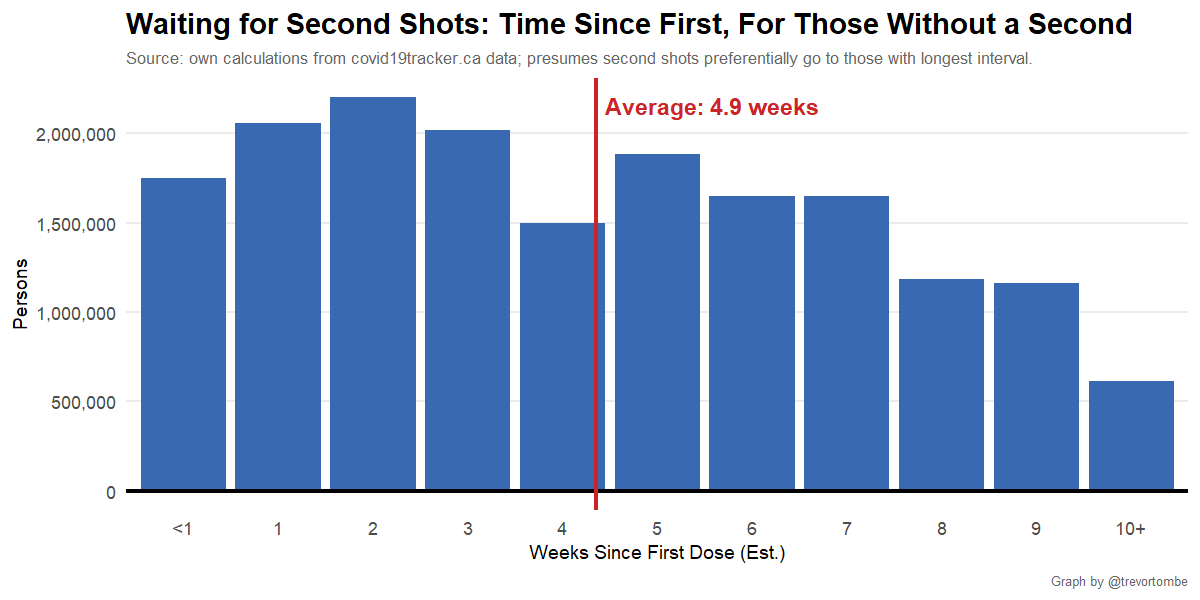 Waiting for Second Shots: Time Since First, For Those Without a Second
Source: own calculations from covid19tracker.ca data; presumes second shots preferentially go to those with longest interval.
Average: 4.9 weeks
2,000,000
1,500,000
1,000,000
500,000
0
Persons
<1 1 2 3 4 5 6 7 8 9 10+
Weeks Since First Dose (Est.)
Graph by @trevortombe